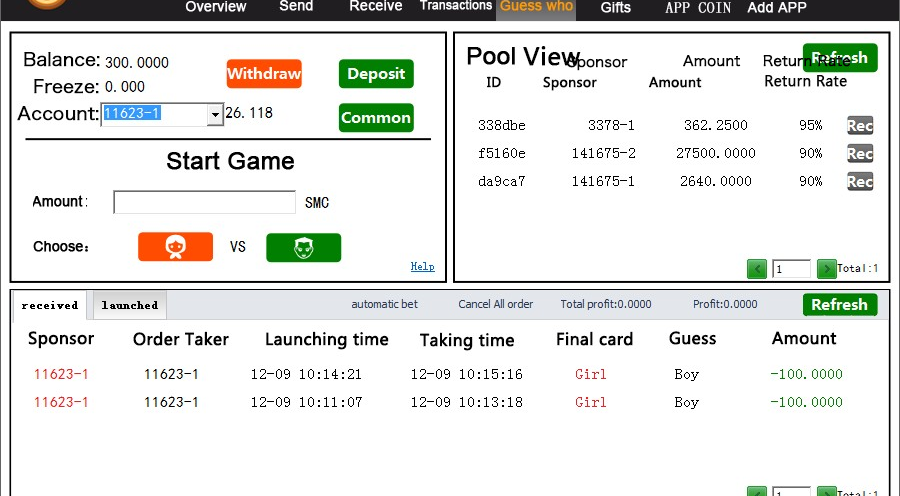 Overview Send Receive Transactions Guess who Gifts APP COIN Add APP
Balance: 300.0000
Withdraw
Deposit
Freeze: 0.000
Account: 11623-1 26.118
Common
Start Game
Amount: SMC
Choose: VS
Help
Pool View
Sponsor Amount Return Rate
Refresh
ID Sponsor Amount Return Rate
338dbe 3378-1 362.2500 95% Rec
f5160e 141675-2 27500.0000 90% Rec
da9ca7 141675-1 2640.0000 90% Rec
< 1 > Total:1
received launched automatic bet Cancel All order Total profit:0.0000 Profit:0.0000 Refresh
Sponsor Order Taker Launching time Taking time Final card Guess Amount
11623-1 11623-1 12-09 10:14:21 12-09 10:15:16 Girl Boy -100.0000
11623-1 11623-1 12-09 10:11:07 12-09 10:13:18 Girl Boy -100.0000
< 1 > Total:1